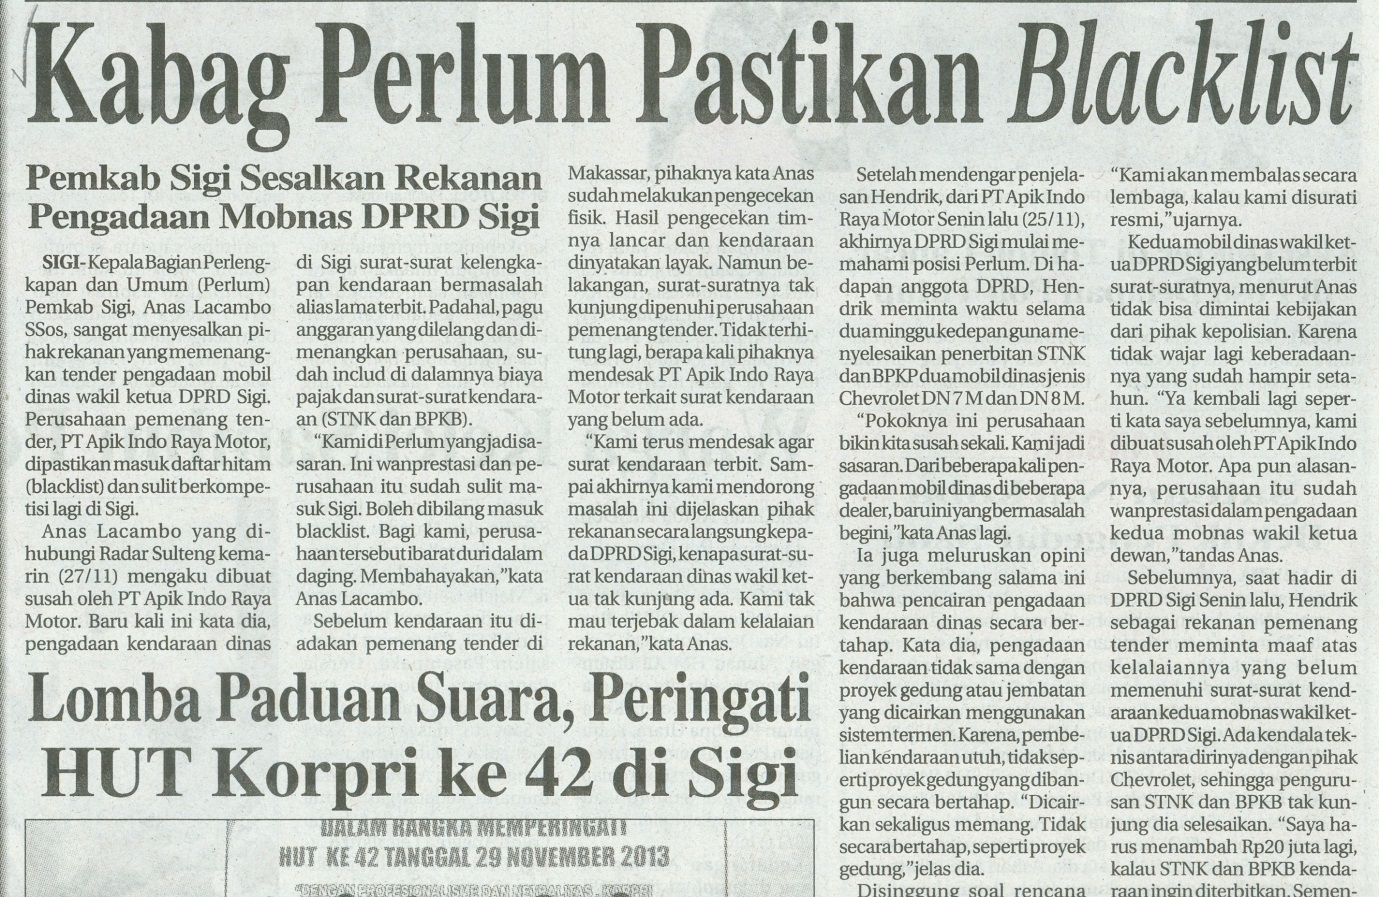 Kabag Perlum Pastikan Blacklist
Pemkab Sigi Sesalkan Rekanan
Pengadaan Mobnas DPRD Sigi
SIGI- Kepala Bagian Perleng-
kapan dan Umum (Perlum)
Pemkab Sigi, Anas Lacambo
SSos, sangat menyesalkan pi-
hak rekanan yang memenang-
kan tender pengadaan mobil
dinas wakil ketua DPRD Sigi.
Perusahaan pemenang ten-
der, PT Apik Indo Raya Motor,
dipastikan masuk daftar hitam
(blacklist) dan sulit berkompe-
tisi lagi di Sigi.
Anas Lacambo yang di-
hubungi Radar Sulteng kema-
rin (27/11) mengaku dibuat
susah oleh PT Apik Indo Raya
Motor. Baru kali ini kata dia,
pengadaan kendaraan dinas
di Sigi surat-surat kelengka-
pan kendaraan bermasalah
alias lama terbit. Padahal, pagu
anggaran yang dilelang dan di-
menangkan perusahaan, su-
dah includ di dalamnya biaya
pajak dan surat-surat kendara-
an (STNK dan BPKB).
"Kami di Perlum yang jadi sa-
saran. Ini wanprestasi dan pe-
rusahaan itu sudah sulit ma-
suk Sigi. Boleh dibilang masuk
blacklist. Bagi kami, perusa-
haan tersebut ibarat duri dalam
daging. Membahayakan,"kata
Anas Lacambo.
Sebelum kendaraan itu di-
adakan pemenang tender di
Makassar, pihaknya kata Anas
sudah melakukan pengecekan
fisik. Hasil pengecekan tim-
nya lancar dan kendaraan
dinyatakan layak. Namun be-
lakangan, surat-suratnya tak
kunjung dipenuhi perusahaan
pemenang tender. Tidak terhi-
tung lagi, berapa kali pihaknya
mendesak PT Apik Indo Raya
Motor terkait surat kendaraan
yang belum ada.
"Kami terus mendesak agar
surat kendaraan terbit. Sam-
pai akhirnya kami mendorong
masalah ini dijelaskan pihak
rekanan secara langsung kepa-
da DPRD Sigi, kenapa surat-su-
rat kendaraan dinas wakil ket-
ua tak kunjung ada. Kami tak
mau terjebak dalam kelalaian
rekanan,"kata Anas.
Setelah mendengar penjela-
san Hendrik, dari PT Apik Indo
Raya Motor Senin lalu (25/11),
akhirnya DPRD Sigi mulai me-
mahami posisi Perlum. Di ha-
dapan anggota DPRD, Hen-
drik meminta waktu selama
dua minggu kedepan guna me-
nyelesaikan penerbitan STNK
dan BPKP dua mobil dinas jenis
Chevrolet DN 7 M dan DN 8 M.
"Pokoknya ini perusahaan
bikin kita susah sekali. Kami jadi
sasaran. Dari beberapa kali pen-
gadaan mobil dinas di beberapa
dealer, baru ini yang bermasalah
begini,"kata Anas lagi.
Ia juga meluruskan opini
yang berkembang salama ini
bahwa pencairan pengadaan
kendaraan dinas secara ber-
tahap. Kata dia, pengadaan
kendaraan tidak sama dengan
proyek gedung atau jembatan
yang dicairkan menggunakan
sistem termen. Karena, pembe-
lian kendaraan utuh, tidak sep-
erti proyek gedung yang diban-
gun secara bertahap. "Dicair-
kan sekaligus memang. Tidak
secara bertahap, seperti proyek
gedung,"jelas dia.
Disinggung soal rencana
"Kami akan membalas secara
lembaga, kalau kami disurati
resmi,"ujarnya.
Kedua mobil dinas wakil ket-
ua DPRD Sigi yang belum terbit
surat-suratnya, menurut Anas
tidak bisa dimintai kebijakan
dari pihak kepolisian. Karena
tidak wajar lagi keberadaan-
nya yang sudah hampir seta-
hun. "Ya kembali lagi seper-
ti kata saya sebelumnya, kami
dibuat susah oleh PT Apik Indo
Raya Motor. Apa pun alasan-
nya, perusahaan itu sudah
wanprestasi dalam pengadaan
kedua mobnas wakil ketua
dewan,"tandas Anas.
Sebelumnya, saat hadir di
DPRD Sigi Senin lalu, Hendrik
sebagai rekanan pemenang
tender meminta maaf atas
kelalaiannya yang belum
memenuhi surat-surat kend-
araan kedua mobnas wakil ket-
ua DPRD Sigi. Ada kendala tek-
nis antara dirinya dengan pihak
Chevrolet, sehingga penguru-
san STNK dan BPKB tak kun-
jung dia selesaikan. "Saya ha-
rus menambah Rp20 juta lagi,
kalau STNK dan BPKB kenda-
raan ingin diterbitkan. Semen-
Lomba Paduan Suara, Peringati
HUT Korpri ke 42 di Sigi
DALAM RANGKA MEMPERINGATI
HUT KE 42 TANGGAL 29 NOVEMBER 2013
"DENGAN PROFESIONALISME DAN NETRALITAS, KORPRI